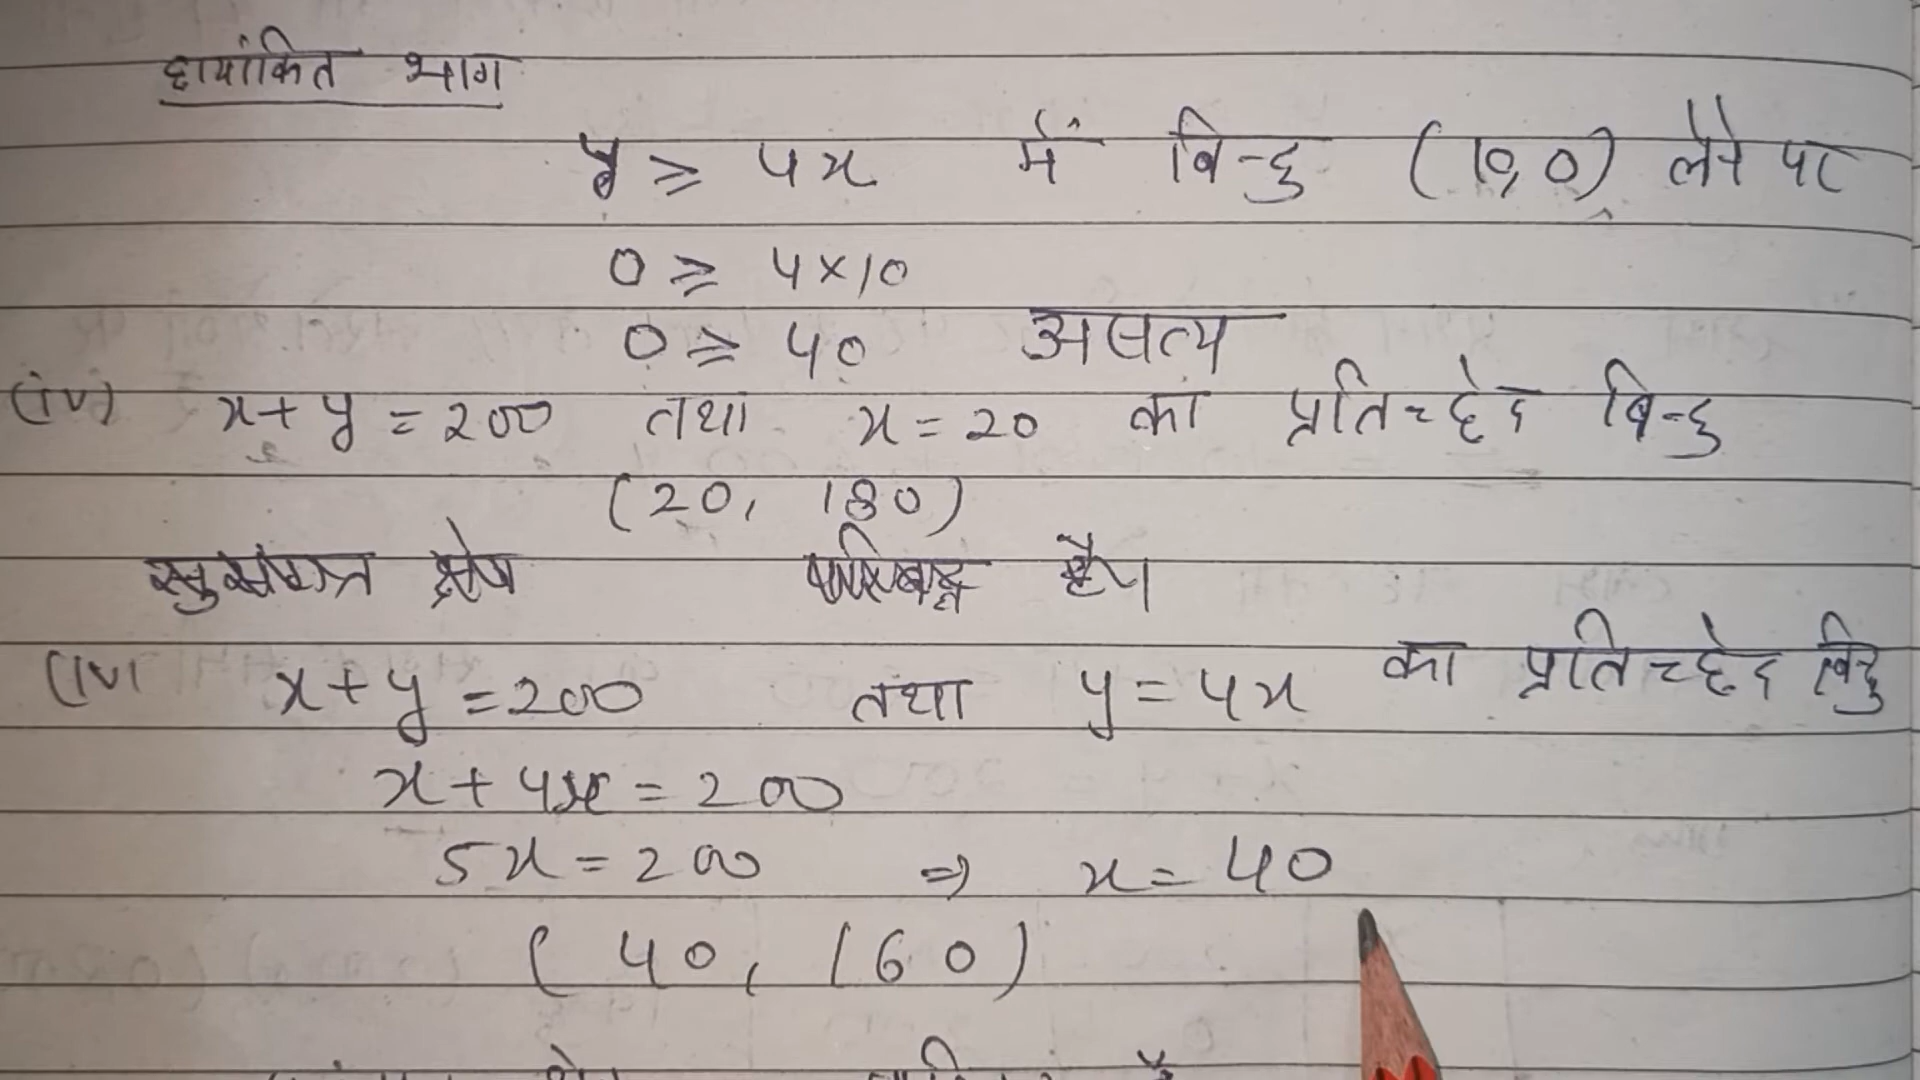 छायांकित भाग
y ≥ 4x में बिन्दु (10,0) लेने पर
0 ≥ 4×10
0 ≥ 40 असत्य
(iv) x+y=200 तथा x=20 का प्रतिच्छेद बिन्दु
(20, 180)
सुसंगत क्षेत्र परिबद्ध है।
(iv) x+y=200 तथा y=4x का प्रतिच्छेद बिन्दु
x+4x=200
5x=200 ⇒ x=40
(40, 160)